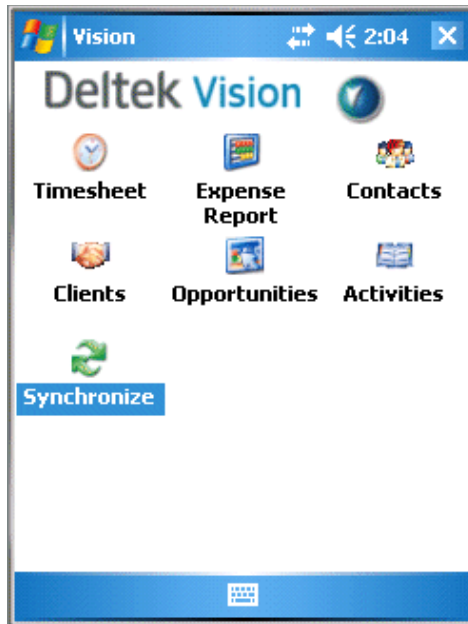 Vision 2:04
Deltek Vision
Timesheet Expense Report Contacts
Clients Opportunities Activities
Synchronize